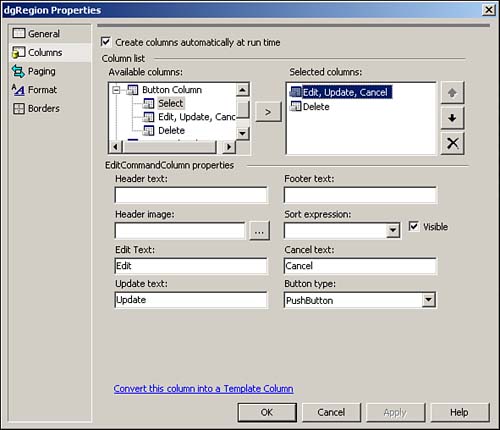 dgRegion Properties
General
Columns
Paging
Format
Borders
Create columns automatically at run time
Column list
Available columns:
Selected columns:
Button Column
Select
Edit, Update, Canc
Delete
>
Edit, Update, Cancel
Delete
EditCommandColumn properties
Header text:
Footer text:
Header image:
Sort expression:
...
Visible
Edit Text:
Cancel text:
Edit
Cancel
Update text:
Button type:
Update
PushButton
Convert this column into a Template Column
OK
Cancel
Apply
Help